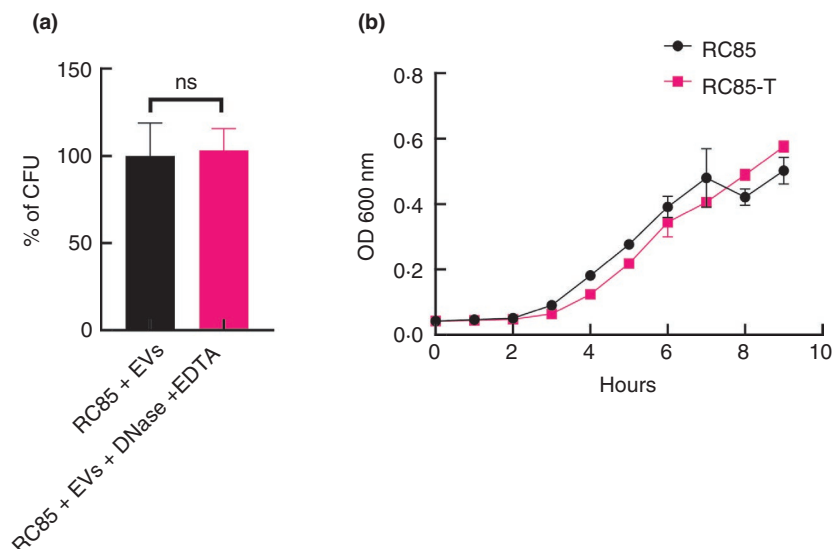 (a)
150
ns
100
% of CFU
50
0
RC85 + EVs
RC85 + EVs + DNase +EDTA
(b)
RC85
RC85-T
0·8
0·6
OD 600 nm
0·4
0·2
0.0
0
2
4
6
8
10
Hours